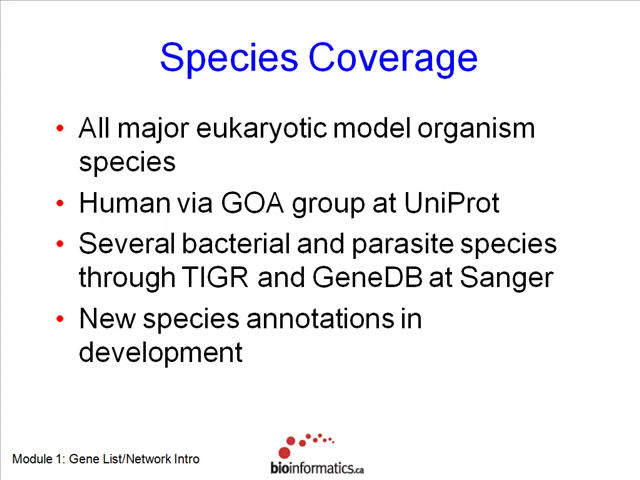 Species Coverage
• All major eukaryotic model organism
species
• Human via GOA group at UniProt
• Several bacterial and parasite species
through TIGR and GeneDB at Sanger
• New species annotations in
development
Module 1: Gene List/Network Intro
bioinformatics.ca